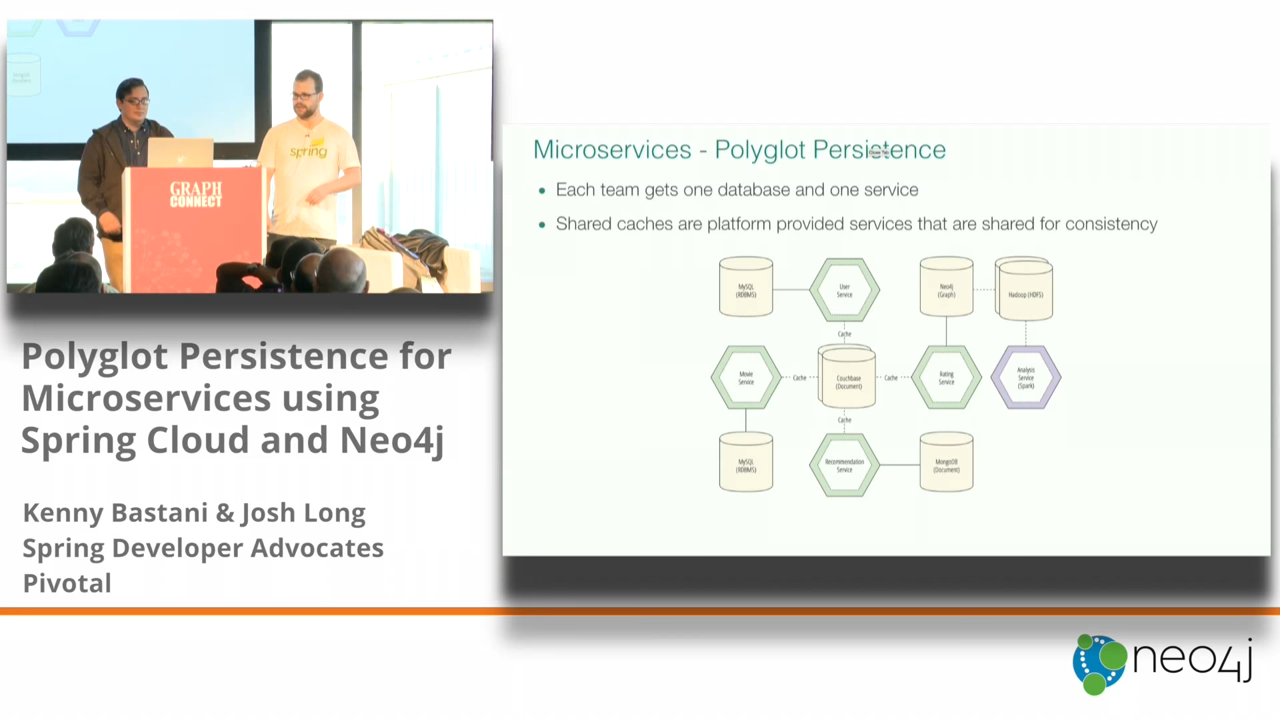 spring
GRAPH
CONNECT
Polyglot Persistence for
Microservices using
Spring Cloud and Neo4j
Kenny Bastani & Josh Long
Spring Developer Advocates
Pivotal
Microservices - Polyglot Persistence
• Each team gets one database and one service
• Shared caches are platform provided services that are shared for consistency
MySQL
(RDBMS)
User
Service
Neo4j
(Graph)
Hadoop (HDFS)
Cache
Movie
Service
Cache
Couchbase
(Document)
Cache
Rating
Service
Analysis
Service
(Spark)
Cache
MySQL
(RDBMS)
Recommendation
Service
MongoDB
(Document)
neo4j